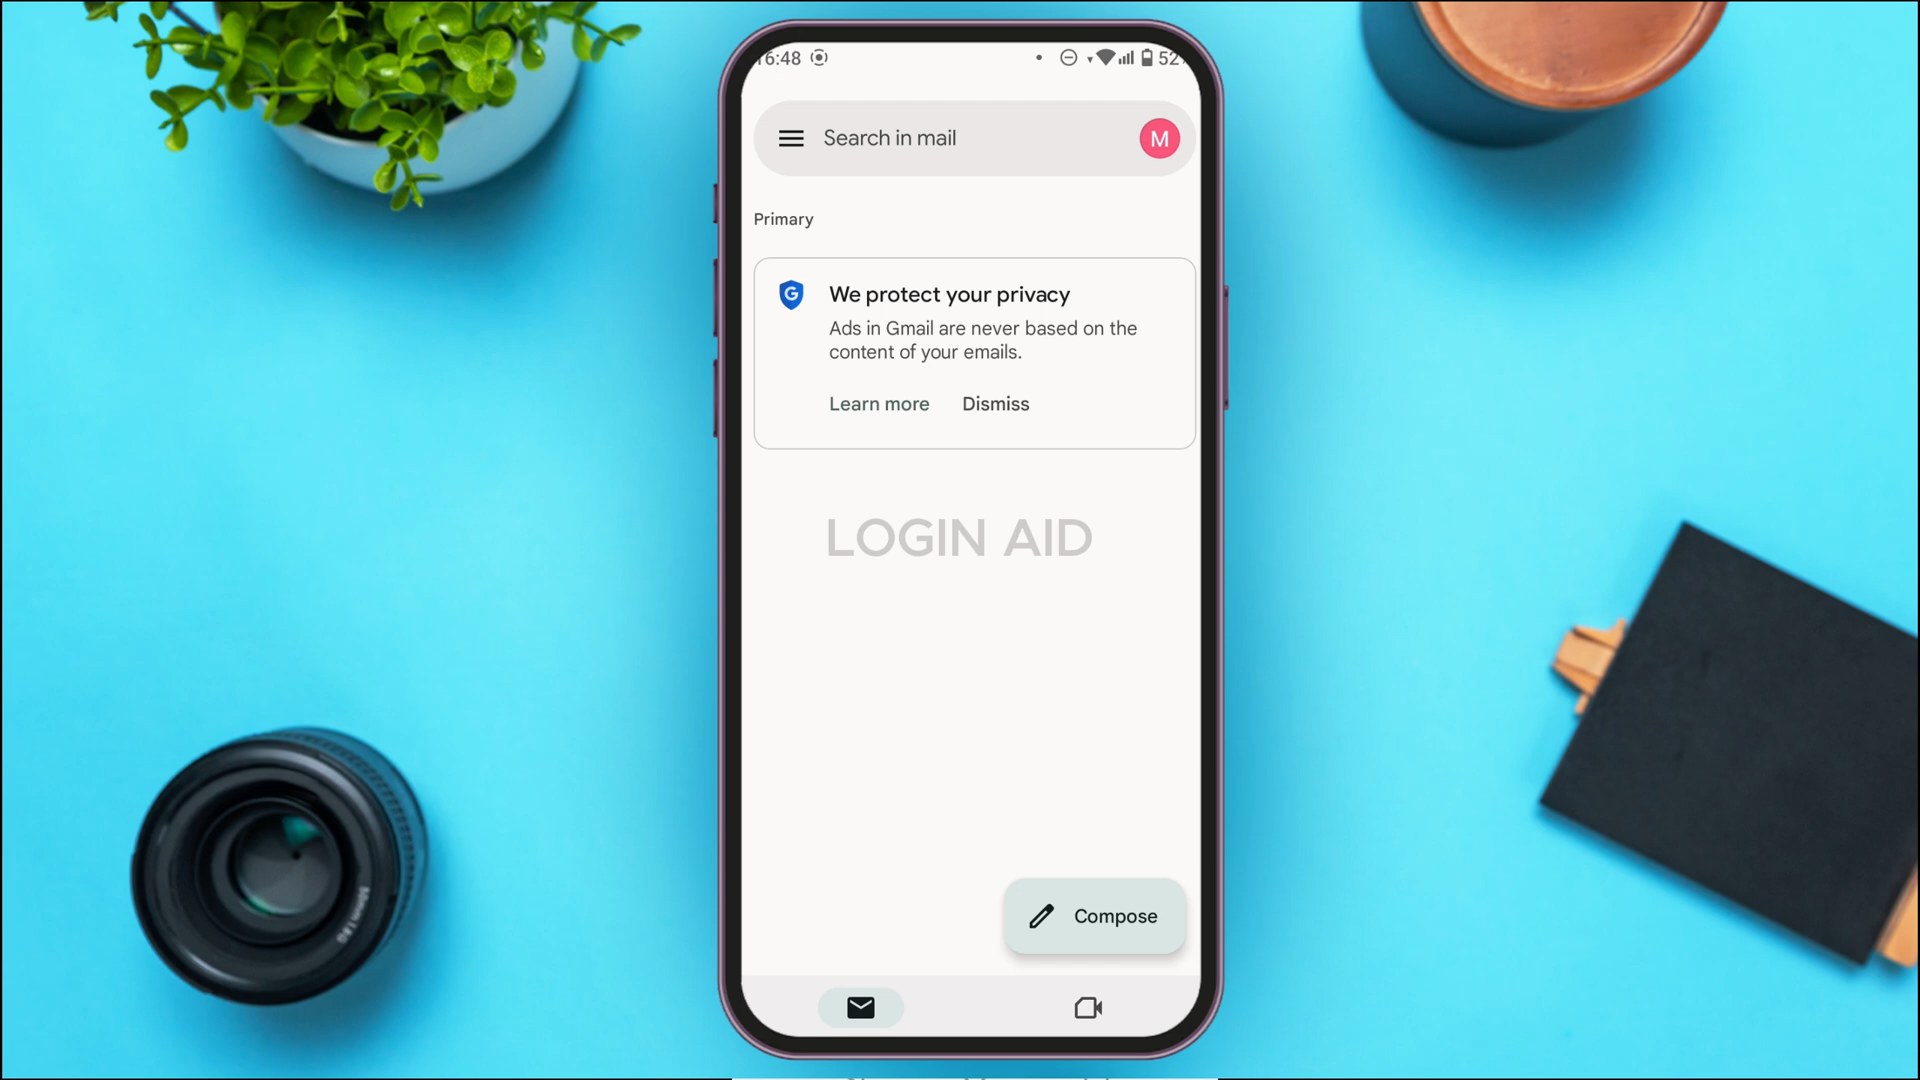 16:48
52
Search in mail
M
Primary
G
We protect your privacy
Ads in Gmail are never based on the
content of your emails.
Learn more Dismiss
LOGIN AID
Compose